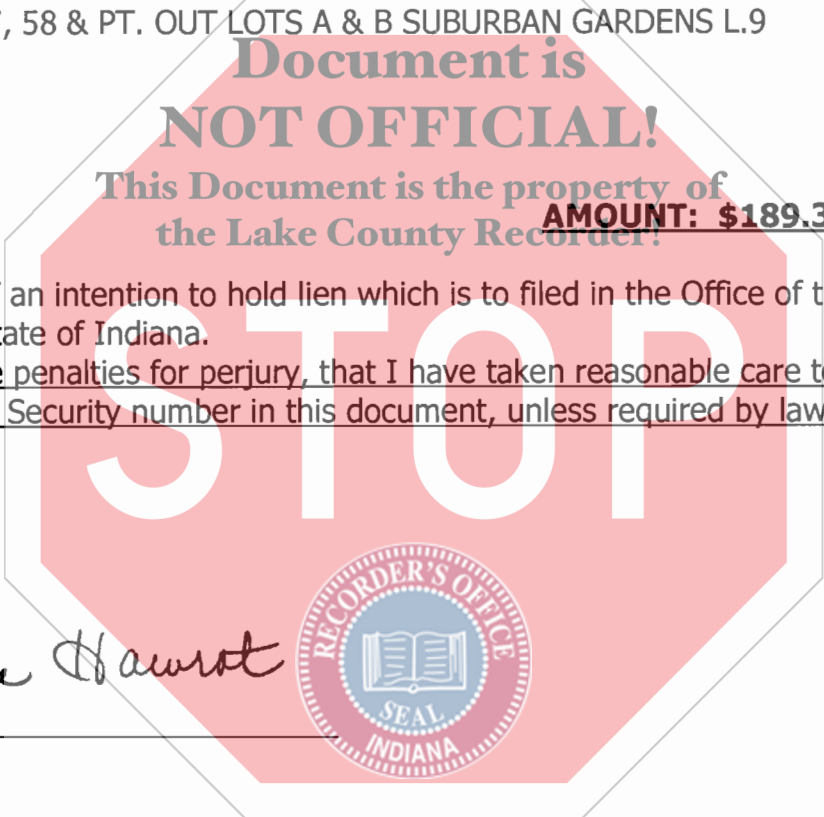 , 58 & PT. OUT LOTS A & B SUBURBAN GARDENS L.9
Document is
NOT OFFICIAL!
This Document is the property of
the Lake County Recorder!
AMOUNT: $189.3
an intention to hold lien which is to filed in the Office of t
ate of Indiana.
e penalties for perjury, that I have taken reasonable care t
Security number in this document, unless required by law
STOP
Hawrot
RECORDER'S OFFICE
SEAL
INDIANA